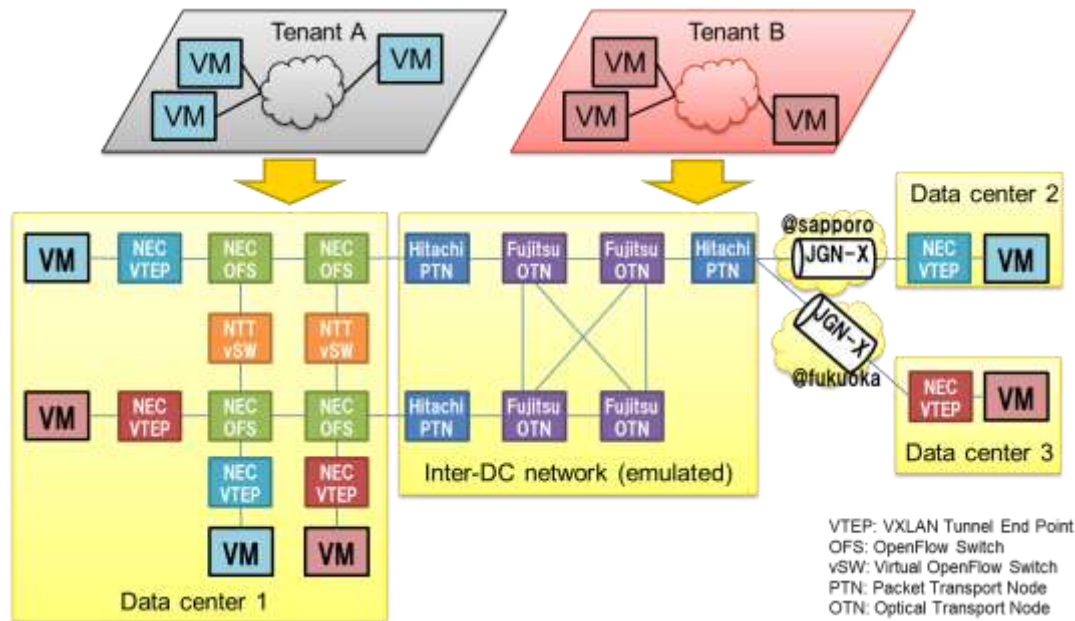 Tenant A
VM
VM
VM
Tenant B
VM
VM
VM
Data center 2
@sapporo
JGN-X
NEC
VTEP
VM
VM
NEC
VTEP
NEC
OFS
NEC
OFS
Hitachi
PTN
Fujitsu
OTN
Fujitsu
OTN
Hitachi
PTN
NTT
vSW
NTT
vSW
JGN-X
@fukuoka
VM
NEC
VTEP
NEC
OFS
NEC
OFS
Hitachi
PTN
Fujitsu
OTN
Fujitsu
OTN
NEC
VTEP
VM
Data center 3
NEC
VTEP
NEC
VTEP
Inter-DC network (emulated)
VM
VM
Data center 1
VTEP: VXLAN Tunnel End Point
OFS: OpenFlow Switch
vSW: Virtual OpenFlow Switch
PTN: Packet Transport Node
OTN: Optical Transport Node